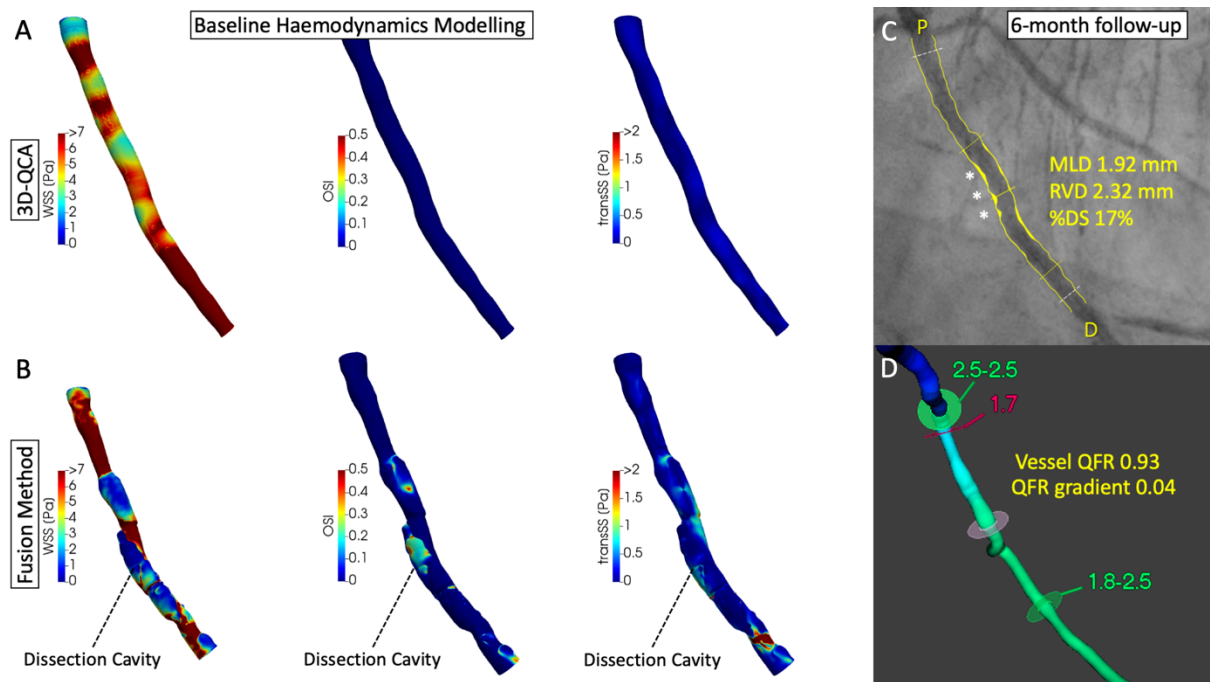 Baseline Haemodynamics Modelling
A
3D-QCA
WSS (Pa)
>7
6
5
4
3
2
1
0
OSI
0.5
0.4
0.3
0.2
0.1
0
transSS (Pa)
>2
1.5
1
0.5
0
B
Fusion Method
WSS (Pa)
>7
6
5
4
3
2
1
0
Dissection Cavity
OSI
0.5
0.4
0.3
0.2
0.1
0
Dissection Cavity
transSS (Pa)
>2
1.5
1
0.5
0
Dissection Cavity
C
P
6-month follow-up
MLD 1.92 mm
RVD 2.32 mm
%DS 17%
*
*
*
D
D
2.5-2.5
1.7
Vessel QFR 0.93
QFR gradient 0.04
1.8-2.5